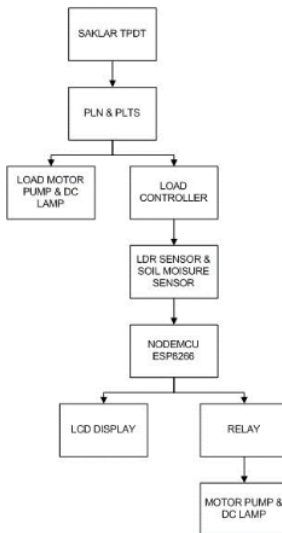 SAKLAR TPDT
PLN & PLTS
LOAD MOTOR
PUMP & DC
LAMP
LOAD
CONTROLLER
LDR SENSOR &
SOIL MOISURE
SENSOR
NODEMCU
ESP8266
LCD DISPLAY
RELAY
MOTOR PUMP &
DC LAMP